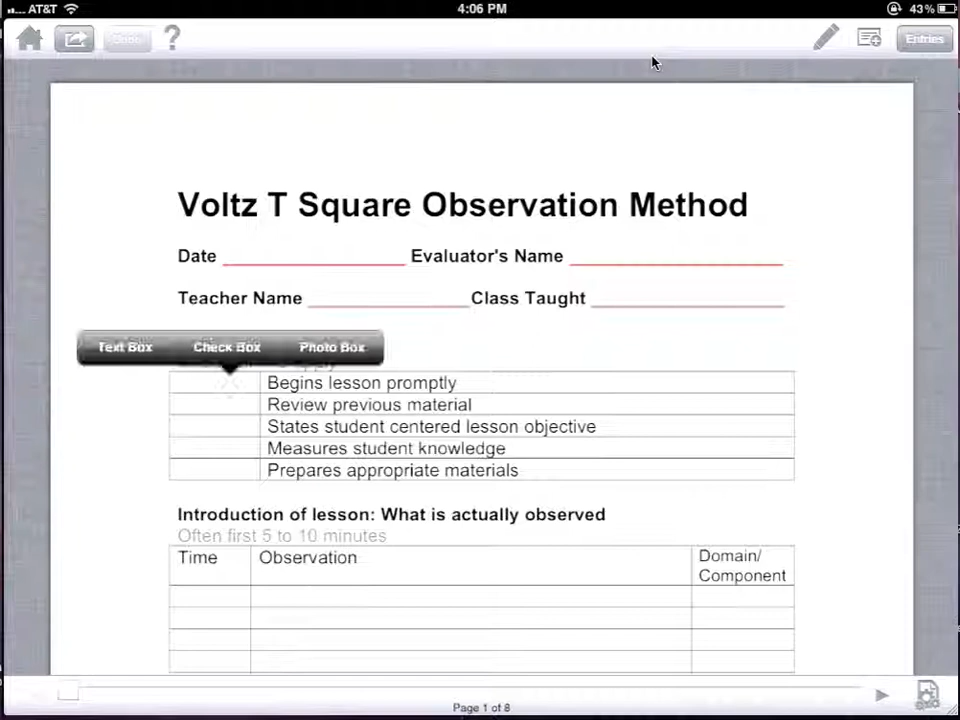 AT&T 4:06 PM 43%
Undo ? Entries
Voltz T Square Observation Method
Date Evaluator's Name
Teacher Name Class Taught
Text Box Check Box Photo Box
Begins lesson promptly
Review previous material
States student centered lesson objective
Measures student knowledge
Prepares appropriate materials
Introduction of lesson: What is actually observed
Often first 5 to 10 minutes
Time Observation Domain/
Component
Page 1 of 8